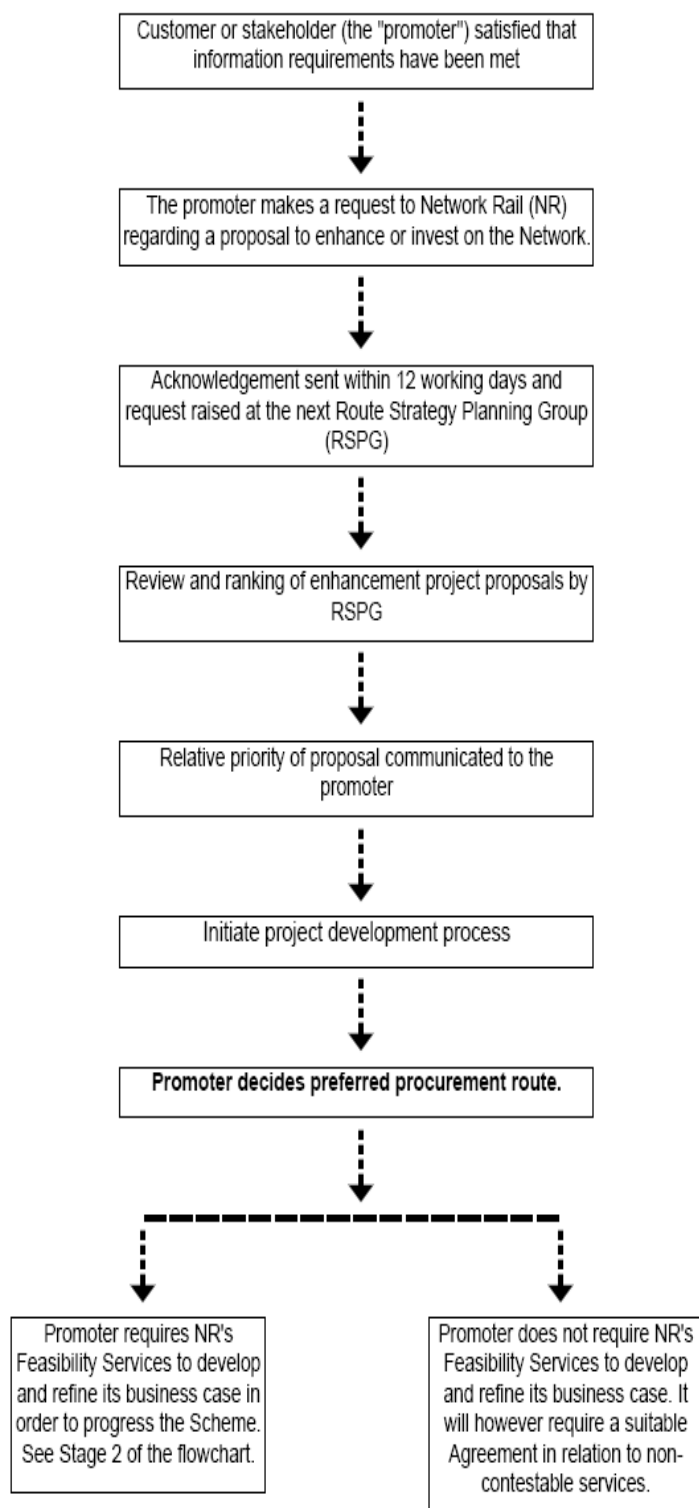 Customer or stakeholder (the "promoter") satisfied that
information requirements have been met
The promoter makes a request to Network Rail (NR)
regarding a proposal to enhance or invest on the Network.
Acknowledgement sent within 12 working days and
request raised at the next Route Strategy Planning Group
(RSPG)
Review and ranking of enhancement project proposals by
RSPG
Relative priority of proposal communicated to the
promoter
Initiate project development process
Promoter decides preferred procurement route.
Promoter requires NR's
Feasibility Services to develop
and refine its business case in
order to progress the Scheme.
See Stage 2 of the flowchart.
Promoter does not require NR's
Feasibility Services to develop
and refine its business case. It
will however require a suitable
Agreement in relation to non-
contestable services.